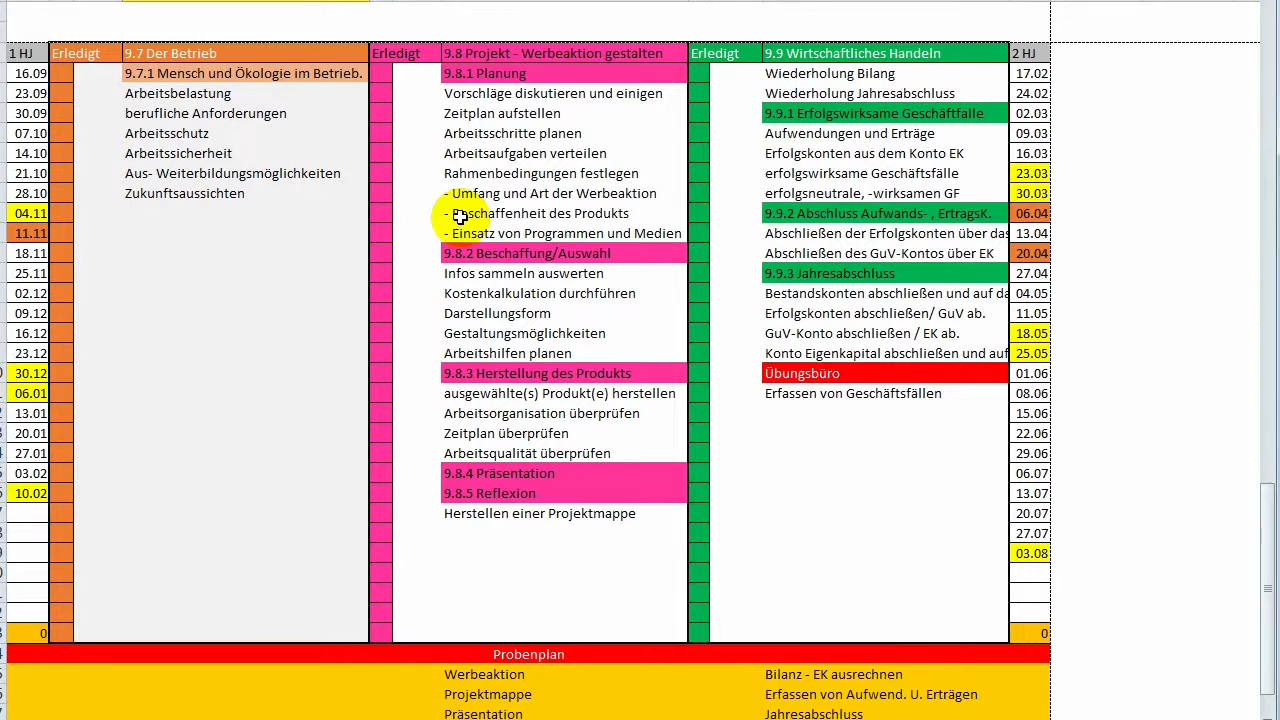 1 HJ Erledigt 9.7 Der Betrieb Erledigt 9.8 Projekt - Werbeaktion gestalten Erledigt 9.9 Wirtschaftliches Handeln 2 HJ
16.09 9.7.1 Mensch und Ökologie im Betrieb. 9.8.1 Planung Wiederholung Bilang 17.02
23.09 Arbeitsbelastung Vorschläge diskutieren und einigen Wiederholung Jahresabschluss 24.02
30.09 berufliche Anforderungen Zeitplan aufstellen 9.9.1 Erfolgswirksame Geschäftfalle 02.03
07.10 Arbeitsschutz Arbeitsschritte planen Aufwendungen und Erträge 09.03
14.10 Arbeitssicherheit Arbeitsaufgaben verteilen Erfolgskonten aus dem Konto EK 16.03
21.10 Aus- Weiterbildungsmöglichkeiten Rahmenbedingungen festlegen erfolgswirksame Geschäftsfälle 23.03
28.10 Zukunftsaussichten - Umfang und Art der Werbeaktion erfolgsneutrale, -wirksamen GF 30.03
04.11 - Beschaffenheit des Produkts 9.9.2 Abschluss Aufwands- , ErtragsK. 06.04
11.11 - Einsatz von Programmen und Medien Abschließen der Erfolgskonten über das 13.04
18.11 9.8.2 Beschaffung/Auswahl Abschließen des GuV-Kontos über EK 20.04
25.11 Infos sammeln auswerten 9.9.3 Jahresabschluss 27.04
02.12 Kostenkalkulation durchführen Bestandskonten abschließen und auf da 04.05
09.12 Darstellungsform Erfolgskonten abschließen/ GuV ab. 11.05
16.12 Gestaltungsmöglichkeiten GuV-Konto abschließen / EK ab. 18.05
23.12 Arbeitshilfen planen Konto Eigenkapital abschließen und auf 25.05
30.12 9.8.3 Herstellung des Produkts Übungsbüro 01.06
06.01 ausgewählte(s) Produkt(e) herstellen Erfassen von Geschäftsfällen 08.06
13.01 Arbeitsorganisation überprüfen 15.06
20.01 Zeitplan überprüfen 22.06
27.01 Arbeitsqualität überprüfen 29.06
03.02 9.8.4 Präsentation 06.07
10.02 9.8.5 Reflexion 13.07
Herstellen einer Projektmappe 20.07
27.07
03.08
0 0
Probenplan
Werbeaktion Bilanz - EK ausrechnen
Projektmappe Erfassen von Aufwend. U. Erträgen
Präsentation Jahresabschluss